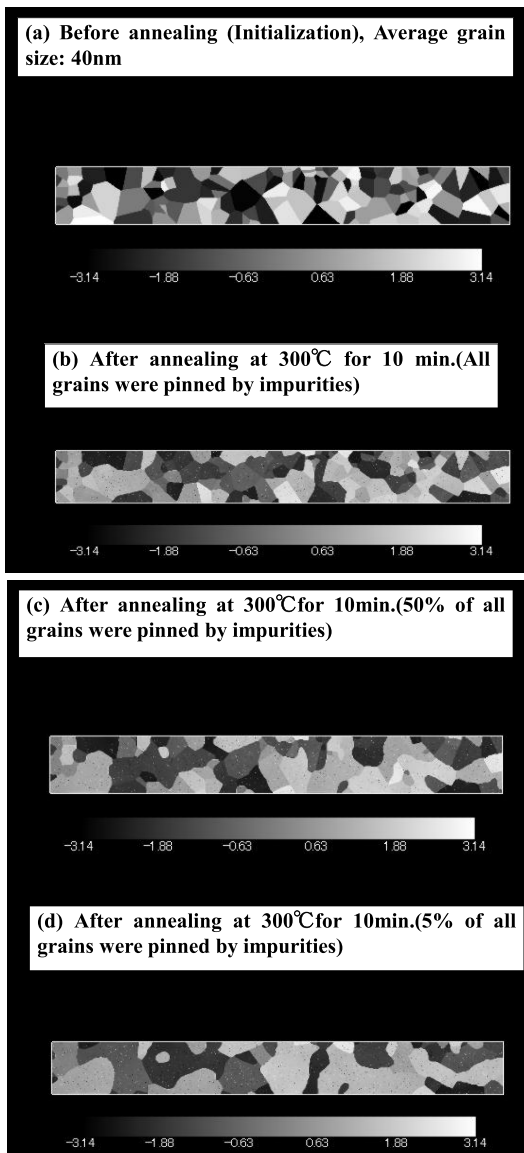 (a) Before annealing (Initialization), Average grain
size: 40nm
−3.14 −1.88 −0.63 0.63 1.88 3.14
(b) After annealing at 300℃ for 10 min.(All
grains were pinned by impurities)
−3.14 −1.88 −0.63 0.63 1.88 3.14
(c) After annealing at 300℃for 10min.(50% of all
grains were pinned by impurities)
−3.14 −1.88 −0.63 0.63 1.88 3.14
(d) After annealing at 300℃for 10min.(5% of all
grains were pinned by impurities)
−3.14 −1.88 −0.63 0.63 1.88 3.14